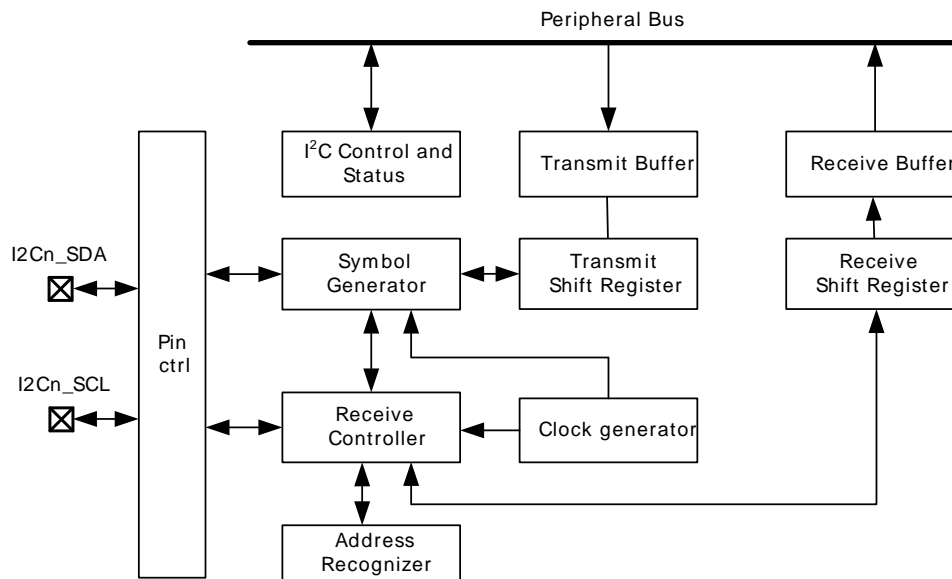 Peripheral Bus
I²C Control and
Status
Transmit Buffer
Receive Buffer
I2Cn_SDA
Symbol
Generator
Transmit
Shift Register
Receive
Shift Register
Pin
ctrl
I2Cn_SCL
Receive
Controller
Clock generator
Address
Recognizer